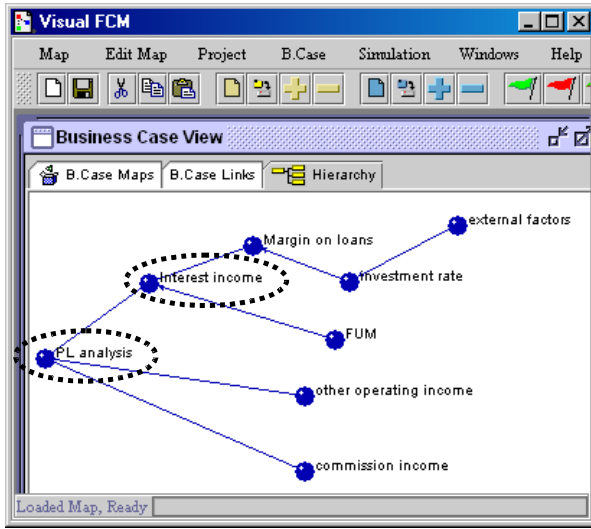 Visual FCM
Map Edit Map Project B.Case Simulation Windows Help
Business Case View
B.Case Maps B.Case Links Hierarchy
external factors
Margin on loans
Interest income
investment rate
FUM
PL analysis
other operating income
commission income
Loaded Map, Ready